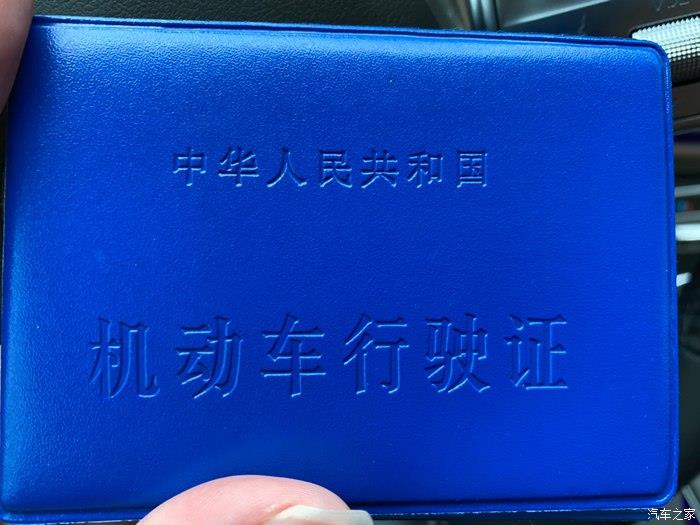 中华人民共和国
机动车行驶证
汽车之家